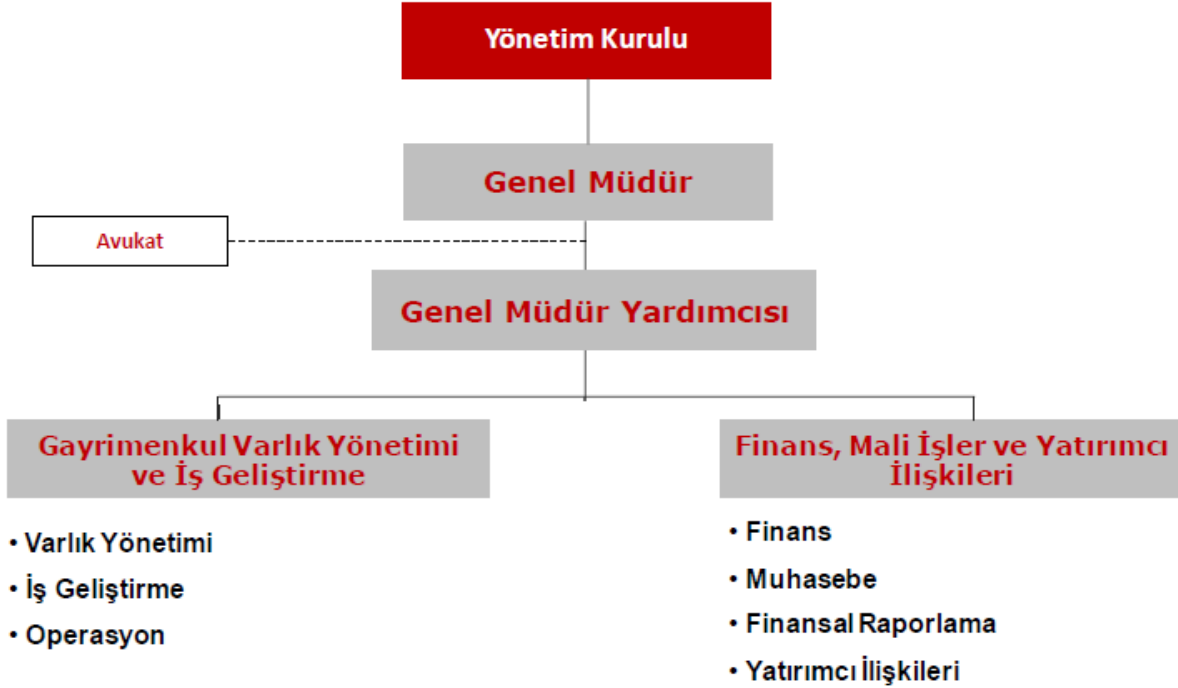 Yönetim Kurulu
Genel Müdür
Avukat
Genel Müdür Yardımcısı
Gayrimenkul Varlık Yönetimi
ve İş Geliştirme
• Varlık Yönetimi
• İş Geliştirme
• Operasyon
Finans, Mali İşler ve Yatırımcı
İlişkileri
• Finans
• Muhasebe
• Finansal Raporlama
• Yatırımcı İlişkileri